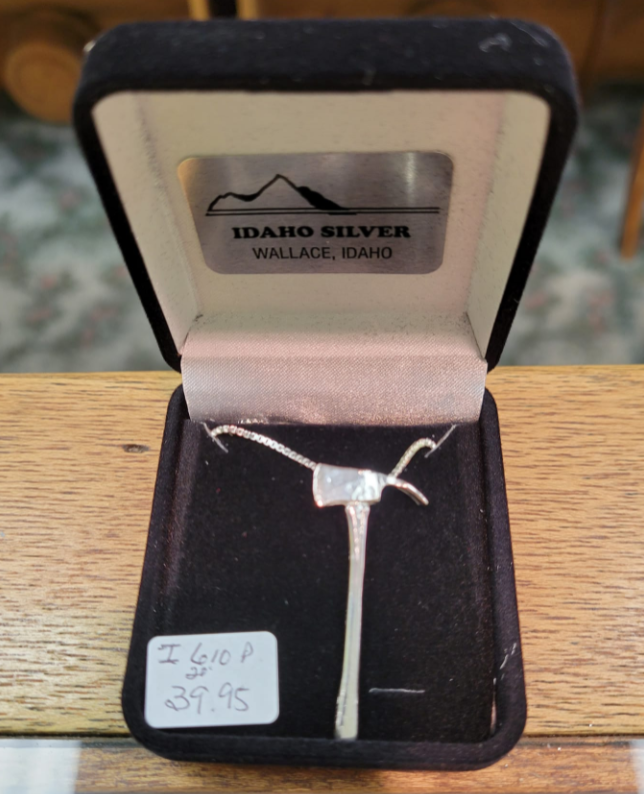 IDAHO SILVER
WALLACE, IDAHO
I 610 P
20"
39.95